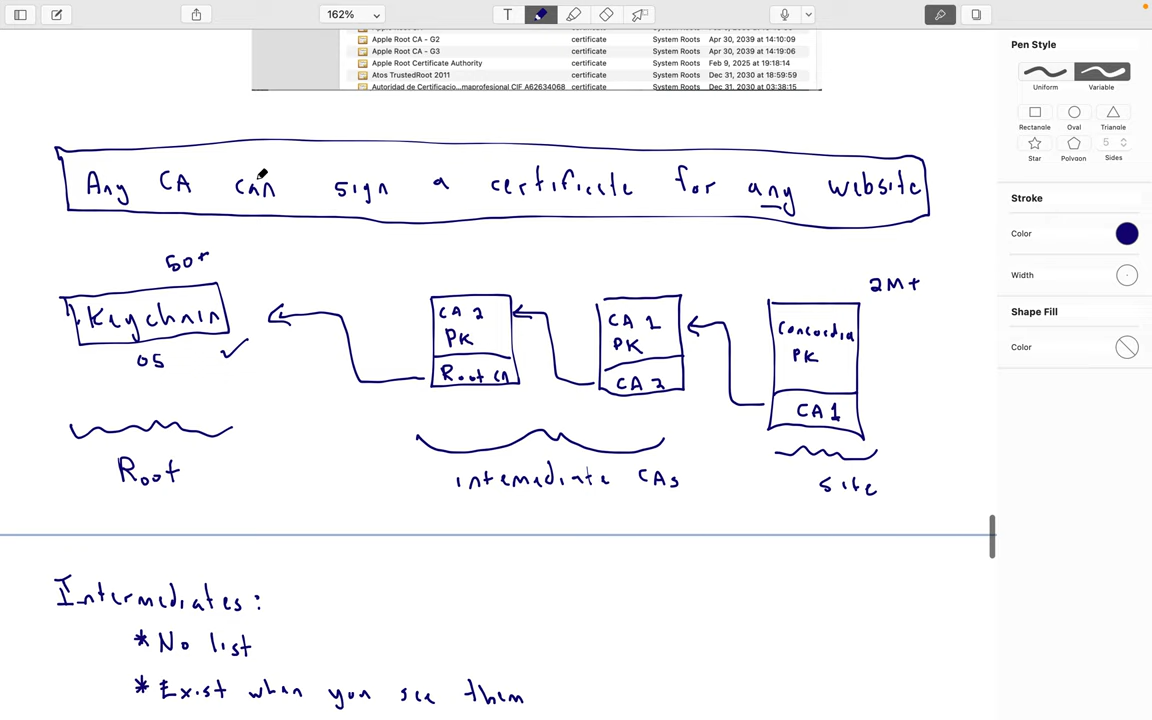 162%
T
Apple Root CA - G2 certificate System Roots Apr 30, 2039 at 14:10:09
Apple Root CA - G3 certificate System Roots Apr 30, 2039 at 14:19:06
Apple Root Certificate Authority certificate System Roots Feb 9, 2025 at 19:18:14
Atos TrustedRoot 2011 certificate System Roots Dec 31, 2030 at 18:59:59
Autoridad de Certificacio...maprofesional CIF A62634068 certificate System Roots Dec 31, 2030 at 03:38:15
Any CA can sign a certificate for any website
50+
Keychain
OS
Root
CA 2
PK
Root CA
CA 1
PK
CA 2
Intemediate CAs
2M+
Concordia
PK
CA 1
Site
Intermediates:
* No list
* Exist when you see them
Pen Style
Uniform Variable
Rectangle Oval Triangle
5
Star Polygon Sides
Stroke
Color
Width
Shape Fill
Color